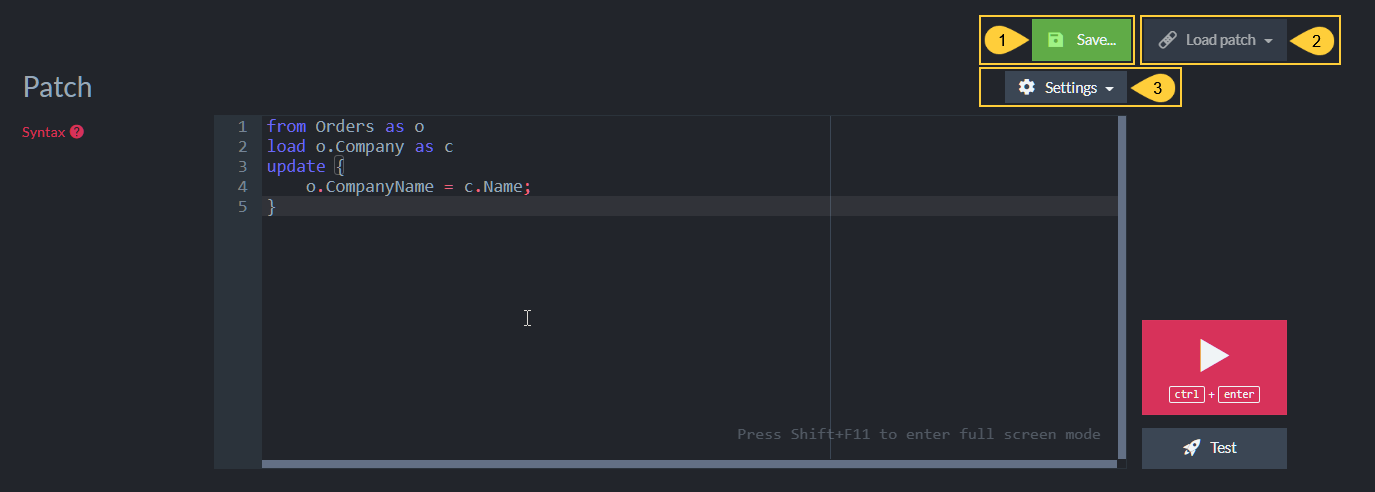 1 Save... Load patch 2
Patch
Settings 3
Syntax ?
1 from Orders as o
2 load o.Company as c
3 update {
4     o.CompanyName = c.Name;
5 }
ctrl + enter
Press Shift+F11 to enter full screen mode
Test